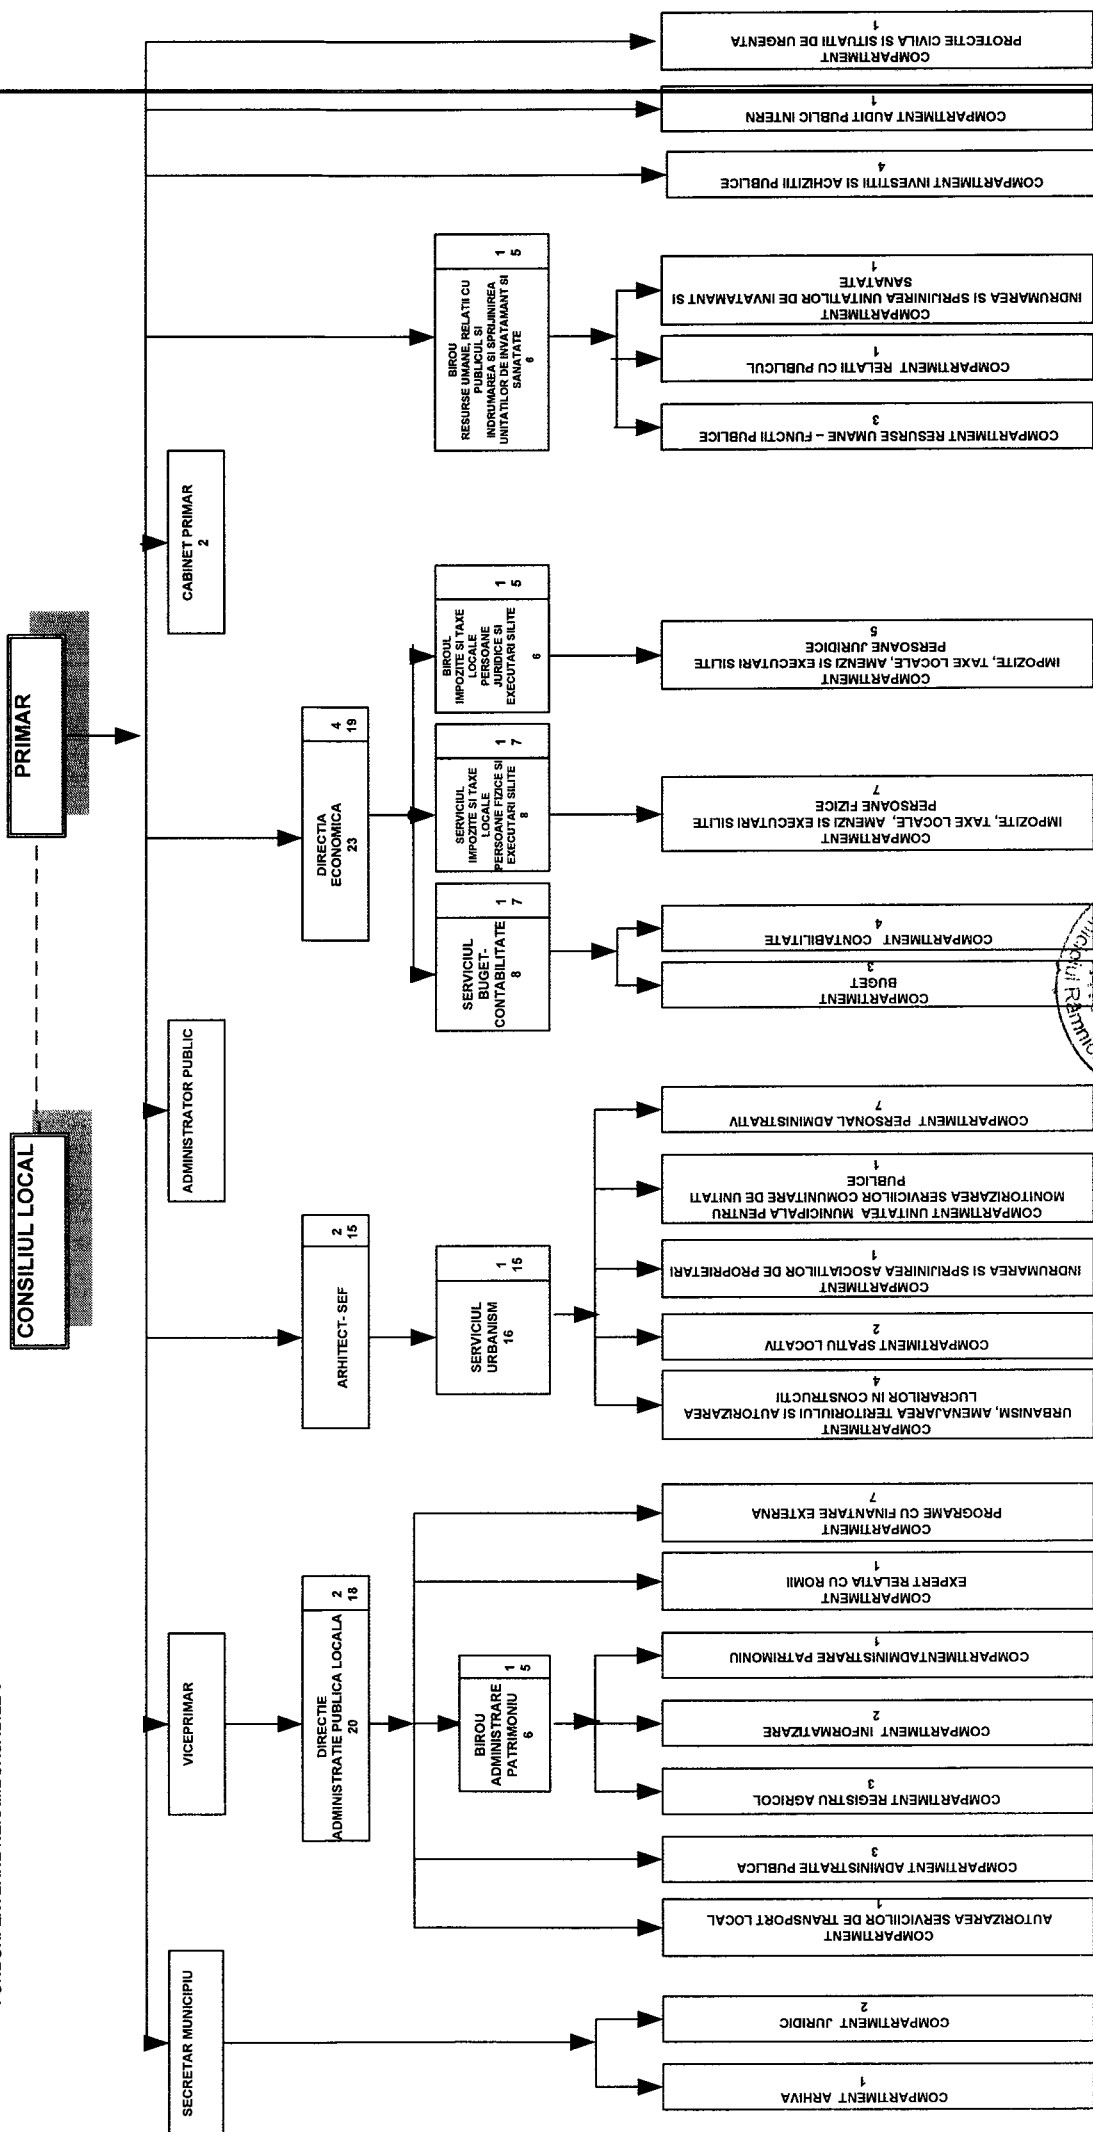 CONSILIUL LOCAL
PRIMAR
SECRETAR MUNICIPIU
VICEPRIMAR
ADMINISTRATOR PUBLIC
CABINET PRIMAR
2
DIRECTIE
ADMINISTRATIE PUBLICA LOCALA
20
2
18
ARHITECT- SEF
2
15
DIRECTIA
ECONOMICA
23
4
19
BIROU
ADMINISTRARE
PATRIMONIU
6
1
5
SERVICIUL
URBANISM
16
1
15
SERVICIUL
BUGET-
CONTABILITATE
8
1
7
SERVICIUL
IMPOZITE SI TAXE
LOCALE
PERSOANE FIZICE SI
EXECUTARI SILITE
8
1
7
BIROUL
IMPOZITE SI TAXE
LOCALE
PERSOANE
JURIDICE SI
EXECUTARI SILITE
6
1
5
BIROU
RESURSE UMANE, RELATII CU
PUBLICUL SI
INDRUMAREA SI SPRIJINIREA
UNITATILOR DE INVATAMANT SI
SANATATE
6
1
5
COMPARTIMENT ARHIVA
1
COMPARTIMENT JURIDIC
2
COMPARTIMENT
AUTORIZAREA SERVICIILOR DE TRANSPORT LOCAL
1
COMPARTIMENT ADMINISTRATIE PUBLICA
3
COMPARTIMENT REGISTRU AGRICOL
3
COMPARTIMENT INFORMATIZARE
2
COMPARTIMENTADMINISTRARE PATRIMONIU
1
COMPARTIMENT
EXPERT RELATIA CU ROMII
1
COMPARTIMENT
PROGRAME CU FINANTARE EXTERNA
7
COMPARTIMENT
URBANISM, AMENAJAREA TERITORIULUI SI AUTORIZAREA
LUCRARILOR IN CONSTRUCTII
4
COMPARTIMENT SPATIU LOCATIV
2
COMPARTIMENT
INDRUMAREA SI SPRIJINIREA ASOCIATIILOR DE PROPRIETARI
1
COMPARTIMENT UNITATEA MUNICIPALA PENTRU
MONITORIZAREA SERVICIILOR COMUNITARE DE UNITATI
PUBLICE
1
COMPARTIMENT PERSONAL ADMINISTRATIV
7
COMPARTIMENT
BUGET
3
COMPARTIMENT CONTABILITATE
4
COMPARTIMENT
IMPOZITE, TAXE LOCALE, AMENZI SI EXECUTARI SILITE
PERSOANE FIZICE
7
COMPARTIMENT
IMPOZITE, TAXE LOCALE, AMENZI SI EXECUTARI SILITE
PERSOANE JURIDICE
5
COMPARTIMENT RESURSE UMANE – FUNCTII PUBLICE
3
COMPARTIMENT RELATII CU PUBLICUL
1
COMPARTIMENT
INDRUMAREA SI SPRIJINIREA UNITATILOR DE INVATAMANT SI
SANATATE
1
COMPARTIMENT INVESTITII SI ACHIZITII PUBLICE
4
COMPARTIMENT AUDIT PUBLIC INTERN
1
COMPARTIMENT
PROTECTIE CIVILA SI SITUATII DE URGENTA
1